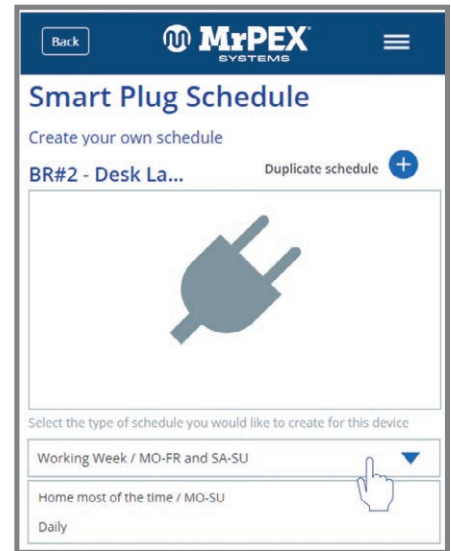 Back
MrPEX
SYSTEMS
Smart Plug Schedule
Create your own schedule
BR#2 - Desk La...
Duplicate schedule
Select the type of schedule you would like to create for this device
Working Week / MO-FR and SA-SU
Home most of the time / MO-SU
Daily